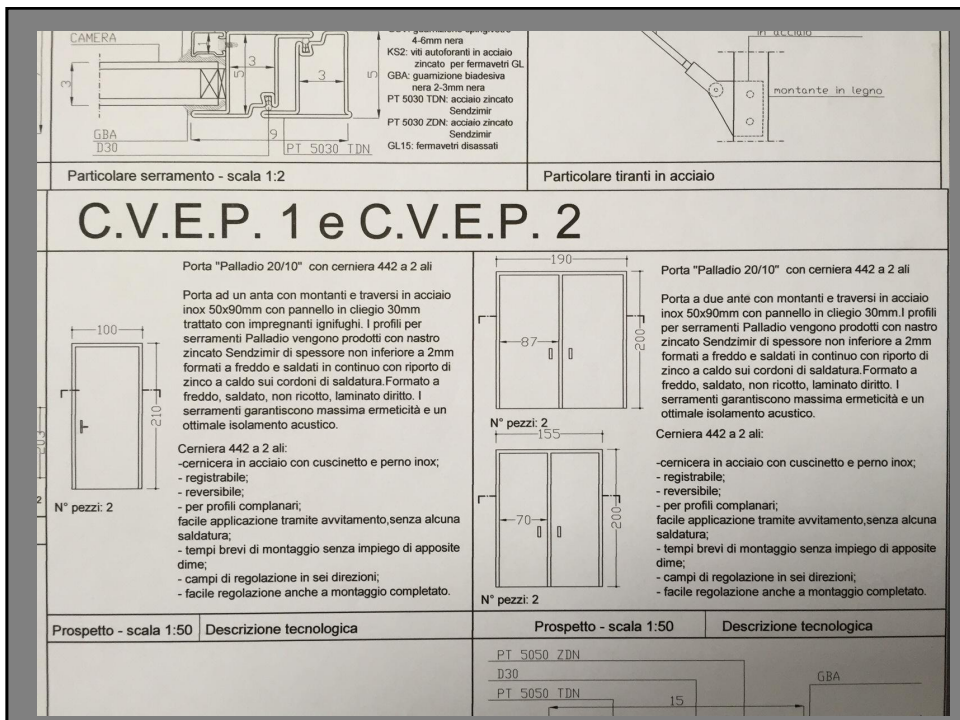 CAMERA
3
5
3
3
5
9
GBA
D30
PT 5030 TDN
4-6mm nera
KS2: viti autoforanti in acciaio
zincato per fermavetri GL
GBA: guarnizione biadesiva
nera 2-3mm nera
PT 5030 TDN: acciaio zincato
Sendzimir
PT 5030 ZDN: acciaio zincato
Sendzimir
GL15: fermavetri disassati
in acciaio
montante in legno
Particolare serramento - scala 1:2
Particolare tiranti in acciaio
C.V.E.P. 1 e C.V.E.P. 2
100
210
N° pezzi: 2
Porta "Palladio 20/10" con cerniera 442 a 2 ali
Porta ad un anta con montanti e traversi in acciaio
inox 50x90mm con pannello in cliegio 30mm
trattato con impregnanti ignifughi. I profili per
serramenti Palladio vengono prodotti con nastro
zincato Sendzimir di spessore non inferiore a 2mm
formati a freddo e saldati in continuo con riporto di
zinco a caldo sui cordoni di saldatura.Formato a
freddo, saldato, non ricotto, laminato diritto. I
serramenti garantiscono massima ermeticità e un
ottimale isolamento acustico.
Cerniera 442 a 2 ali:
-cernicera in acciaio con cuscinetto e perno inox;
- registrabile;
- reversibile;
- per profili complanari;
facile applicazione tramite avvitamento,senza alcuna
saldatura;
- tempi brevi di montaggio senza impiego di apposite
dime;
- campi di regolazione in sei direzioni;
- facile regolazione anche a montaggio completato.
190
87
200
N° pezzi: 2
155
70
200
N° pezzi: 2
Porta "Palladio 20/10" con cerniera 442 a 2 ali
Porta a due ante con montanti e traversi in acciaio
inox 50x90mm con pannello in cliegio 30mm.I profili
per serramenti Palladio vengono prodotti con nastro
zincato Sendzimir di spessore non inferiore a 2mm
formati a freddo e saldati in continuo con riporto di
zinco a caldo sui cordoni di saldatura.Formato a
freddo, saldato, non ricotto, laminato diritto. I
serramenti garantiscono massima ermeticità e un
ottimale isolamento acustico.
Cerniera 442 a 2 ali:
-cernicera in acciaio con cuscinetto e perno inox;
- registrabile;
- reversibile;
- per profili complanari;
facile applicazione tramite avvitamento,senza alcuna
saldatura;
- tempi brevi di montaggio senza impiego di apposite
dime;
- campi di regolazione in sei direzioni;
- facile regolazione anche a montaggio completato.
Prospetto - scala 1:50
Descrizione tecnologica
Prospetto - scala 1:50
Descrizione tecnologica
PT 5050 ZDN
D30
PT 5050 TDN
15
GBA